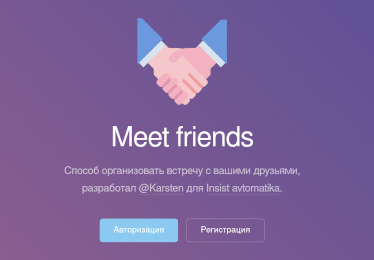 Meet friends
Способ организовать встречу с вашими друзьями,
разработал @Karsten для Insist avtomatika.
Авторизация
Регистрация